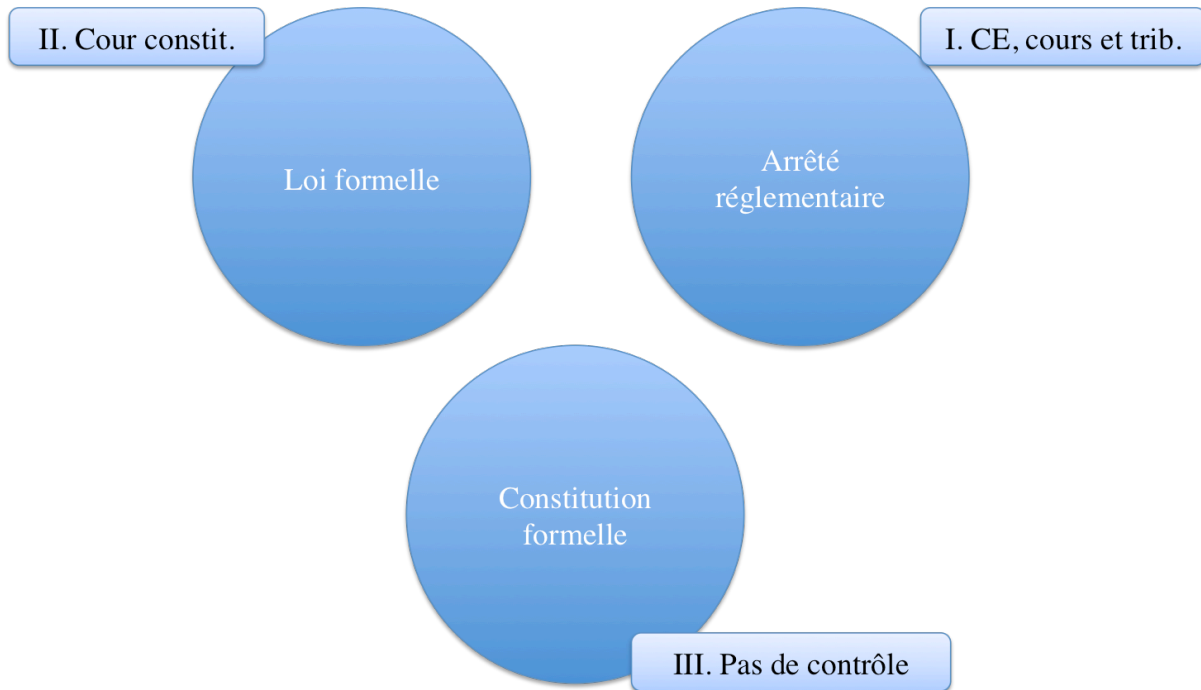 II. Cour constit.
I. CE, cours et trib.
Loi formelle
Arrêté
réglementaire
Constitution
formelle
III. Pas de contrôle